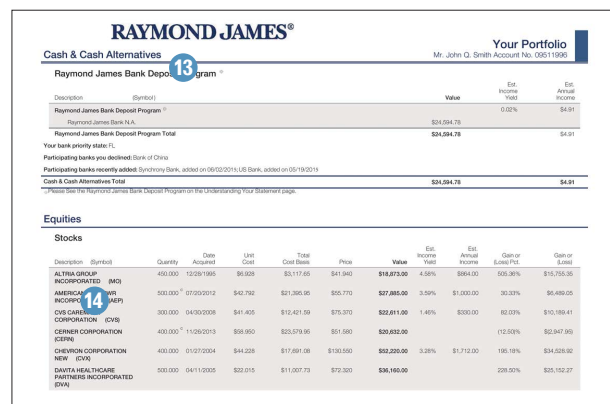 RAYMOND JAMES®
Your Portfolio
Cash & Cash Alternatives
Mr. John Q. Smith Account No. 09511996
13
Raymond James Bank Deposit Program
Est. Income Yield
Est. Annual Income
Description (Symbol) Value
Raymond James Bank Deposit Program 0.02% $4.91
Raymond James Bank N.A. $24,594.78
Raymond James Bank Deposit Program Total $24,594.78 $4.91
Your bank priority state: FL
Participating banks you declined: Bank of China
Participating banks recently added: Synchrony Bank, added on 06/02/2015; US Bank, added on 05/19/2015
Cash & Cash Alternatives Total $24,594.78 $4.91
Please See the Raymond James Bank Deposit Program on the Understanding Your Statement page.
Equities
Stocks
Description (Symbol) Quantity Date Acquired Unit Cost Total Cost Basis Price Value Est. Income Yield Est. Annual Income Gain or (Loss) Pct. Gain or (Loss)
ALTRIA GROUP 450.000 12/28/1995 $6.928 $3,117.65 $41.940 $18,873.00 4.58% $864.00 505.36% $15,755.35
INCORPORATED (MO)
AMERICAN WR 500.000 07/20/2012 $42.792 $21,395.95 $55.770 $27,885.00 3.59% $1,000.00 30.33% $6,489.05
INCORPO (AEP)
14
CVS CAREM 300.000 04/30/2008 $41.405 $12,421.59 $75.370 $22,611.00 1.46% $330.00 82.03% $10,189.41
CORPORATION (CVS)
CERNER CORPORATION 400.000 11/26/2013 $58.950 $23,579.95 $51.580 $20,632.00 (12.50)% $(2,947.95)
(CERN)
CHEVRON CORPORATION 400.000 01/27/2004 $44.228 $17,691.08 $130.550 $52,220.00 3.28% $1,712.00 195.18% $34,528.92
NEW (CVX)
DAVITA HEALTHCARE 500.000 04/11/2005 $22.015 $11,007.73 $72.320 $36,160.00 228.50% $25,152.27
PARTNERS INCORPORATED
(DVA)